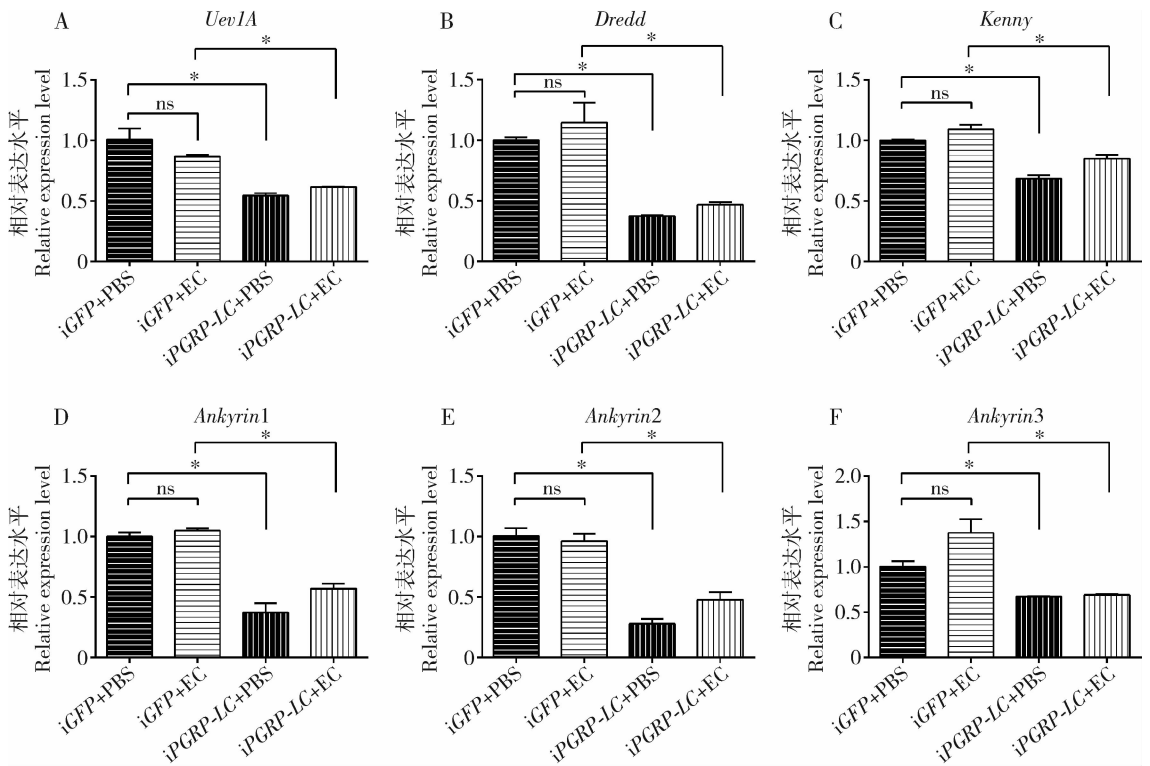 A
Uev1A
*
*
ns
相对表达水平
Relative expression level
1.5
1.0
0.5
0
iGFP+PBS
iGFP+EC
iPGRP-LC+PBS
iPGRP-LC+EC
B
Dredd
*
*
ns
相对表达水平
Relative expression level
1.5
1.0
0.5
0
iGFP+PBS
iGFP+EC
iPGRP-LC+PBS
iPGRP-LC+EC
C
Kenny
*
*
ns
相对表达水平
Relative expression level
1.5
1.0
0.5
0
iGFP+PBS
iGFP+EC
iPGRP-LC+PBS
iPGRP-LC+EC
D
Ankyrin1
*
*
ns
相对表达水平
Relative expression level
1.5
1.0
0.5
0
iGFP+PBS
iGFP+EC
iPGRP-LC+PBS
iPGRP-LC+EC
E
Ankyrin2
*
*
ns
相对表达水平
Relative expression level
1.5
1.0
0.5
0
iGFP+PBS
iGFP+EC
iPGRP-LC+PBS
iPGRP-LC+EC
F
Ankyrin3
*
*
ns
相对表达水平
Relative expression level
2.0
1.5
1.0
0.5
0
iGFP+PBS
iGFP+EC
iPGRP-LC+PBS
iPGRP-LC+EC